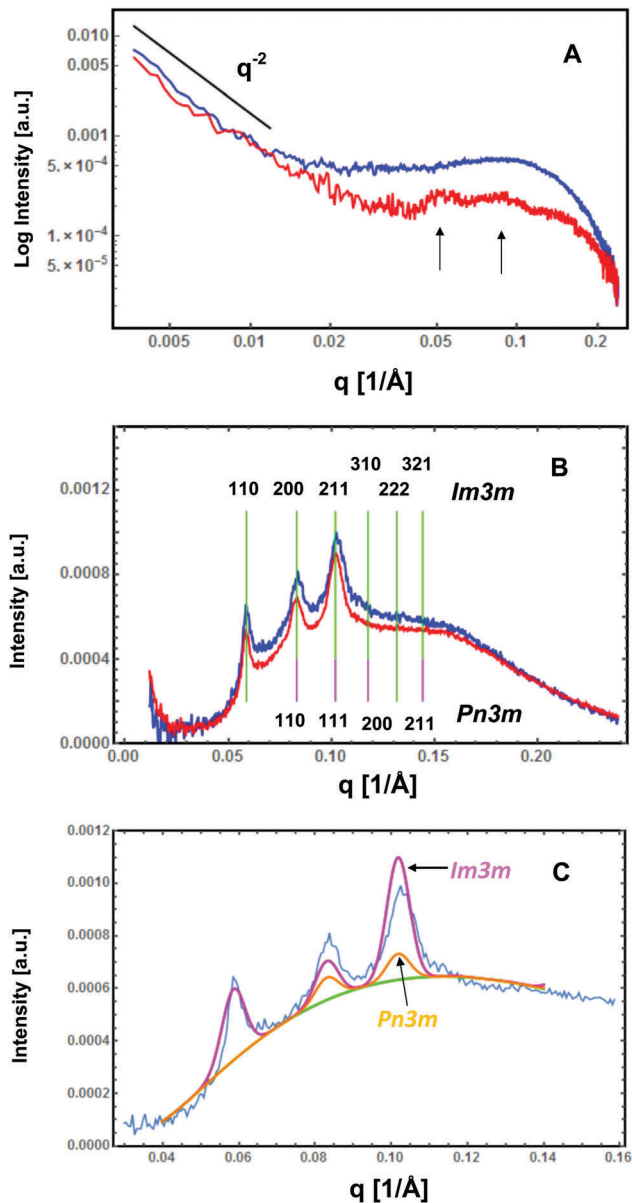 A
q-2
Log Intensity [a.u.]
0.010
0.005
0.001
5.×10-4
1.×10-4
5.×10-5
0.005 0.01 0.02 0.05 0.1 0.2
q [1/Å]
B
310 321
110 200 211 222 Im3m
Intensity [a.u.]
0.0012
0.0008
0.0004
0.0000
110 111 200 211 Pn3m
0.00 0.05 0.10 0.15 0.20
q [1/Å]
C
Im3m
Pn3m
Intensity [a.u.]
0.0012
0.0010
0.0008
0.0006
0.0004
0.0002
0.0000
0.04 0.06 0.08 0.10 0.12 0.14 0.16
q [1/Å]